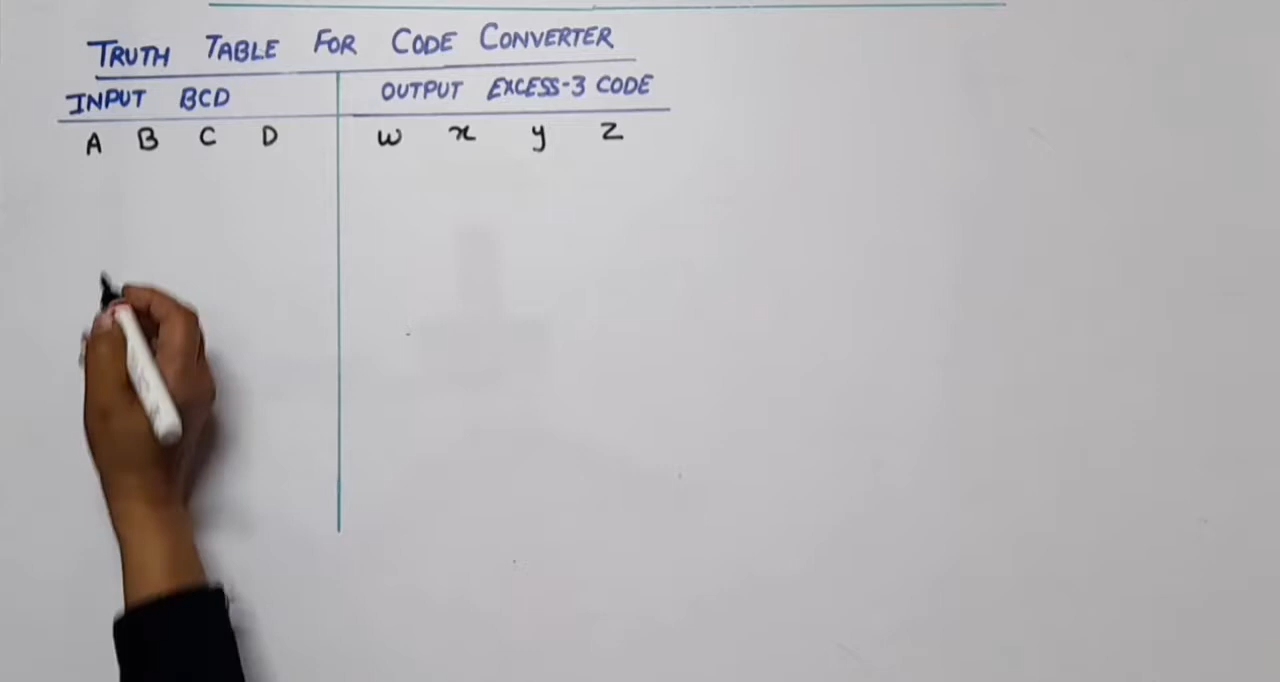 TRUTH TABLE FOR CODE CONVERTER
INPUT BCD OUTPUT EXCESS-3 CODE
A B C D w x y z